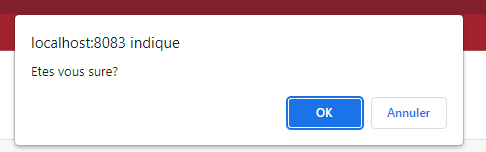 localhost:8083 indique
Etes vous sure?
OK
Annuler